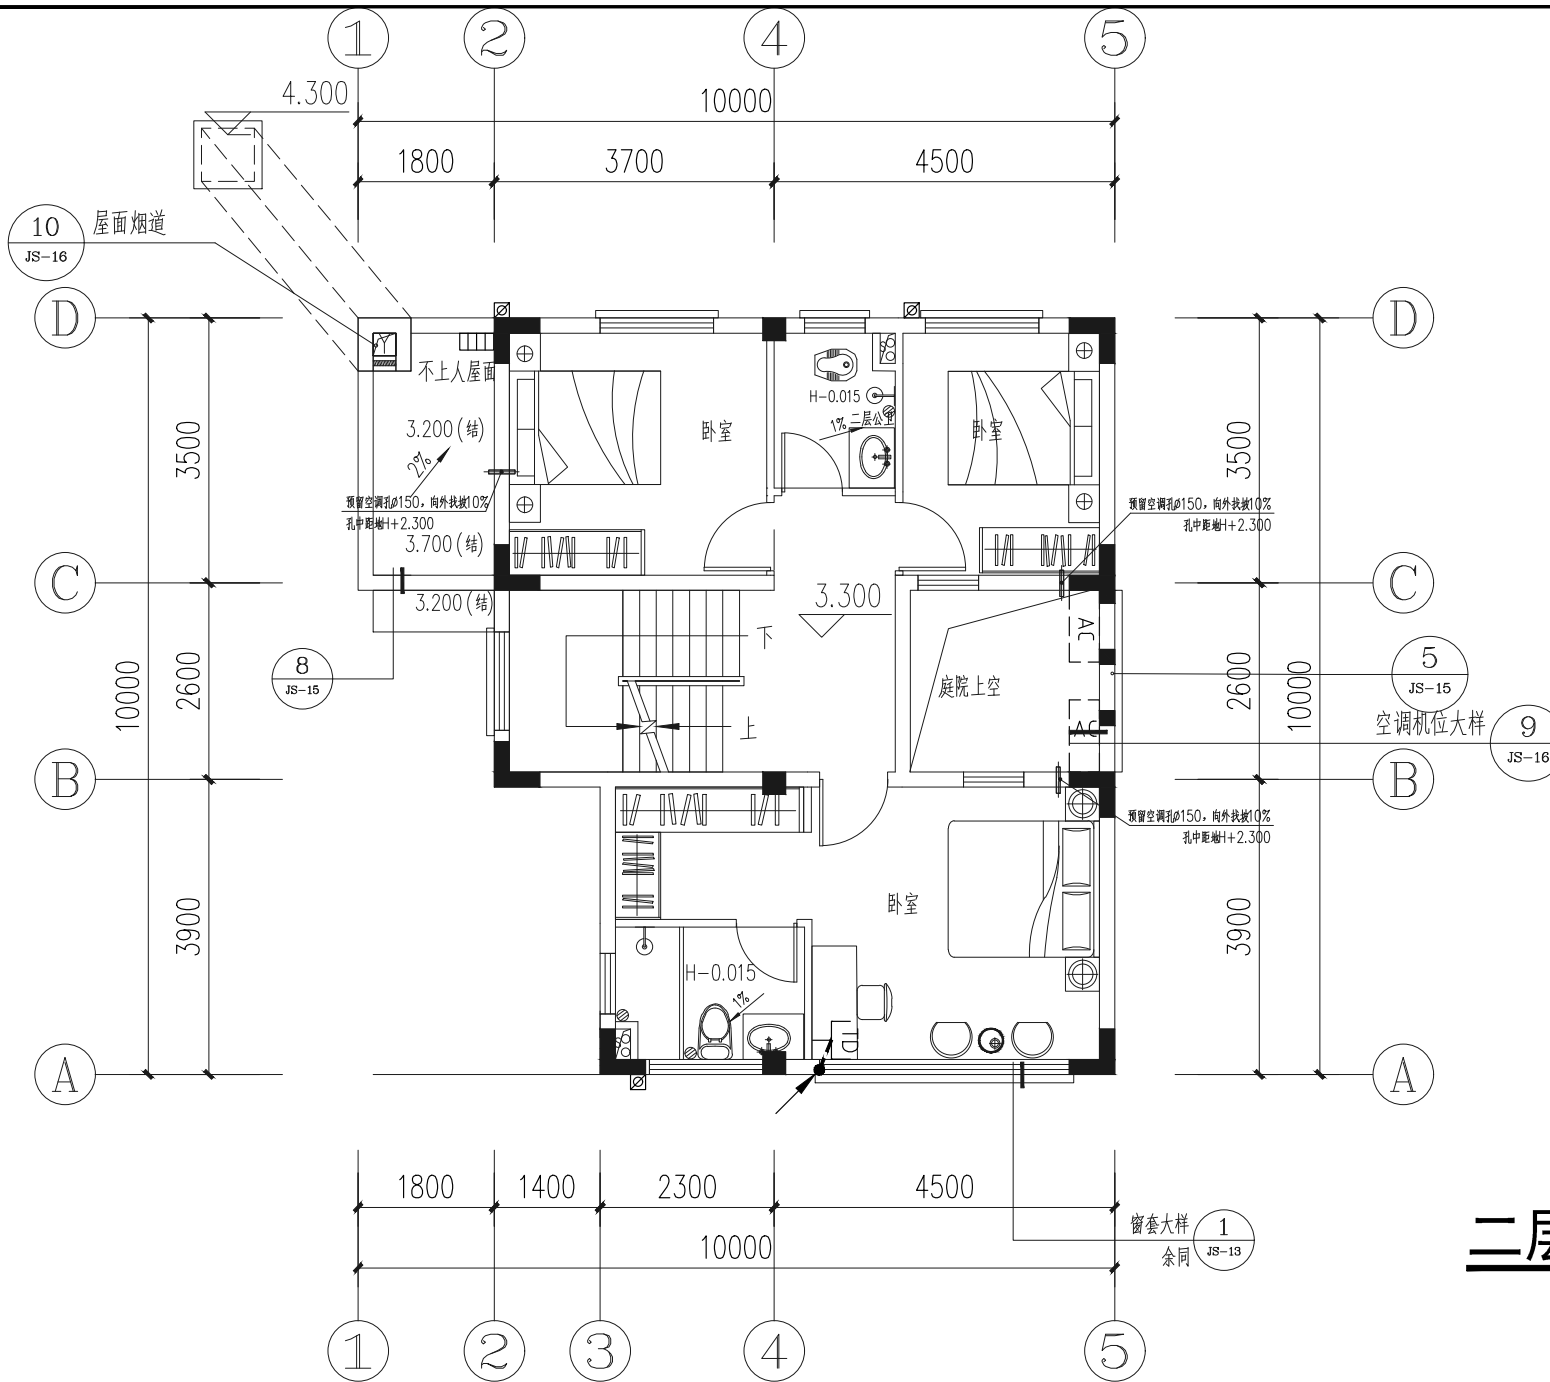 1 2 4 5
4.300
10000
1800 3700 4500
10
JS-16
屋面烟道
D D
不上人屋面
H-0.015
1% 二层公卫
卧室 卧室
3.200(结)
2%
3500 3500
预留空调孔ø150，向外找坡10%
孔中距地H+2.300
预留空调孔ø150，向外找坡10%
孔中距地H+2.300
3.700(结)
C C
3.200(结)
3.300
下
AC
8
JS-15
5
JS-15
10000 2600 2600 10000
庭院上空
上
AC
空调机位大样
9
JS-16
B B
预留空调孔ø150，向外找坡10%
孔中距地H+2.300
卧室
3900 3900
H-0.015
1%
TD
A A
1800 1400 2300 4500
窗套大样
余同
1
JS-13
10000
二层
1 2 3 4 5